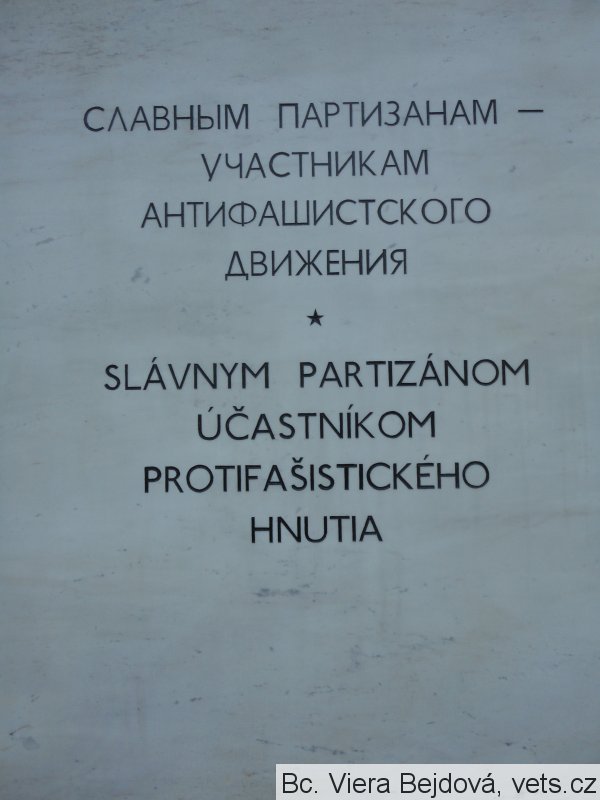 СЛАВНЫМ ПАРТИЗАНАМ —
УЧАСТНИКАМ
АНТИФАШИСТСКОГО
ДВИЖЕНИЯ
★
SLÁVNYM PARTIZÁNOM
ÚČASTNÍKOM
PROTIFAŠISTICKÉHO
HNUTIA
Bc. Viera Bejdová, vets.cz